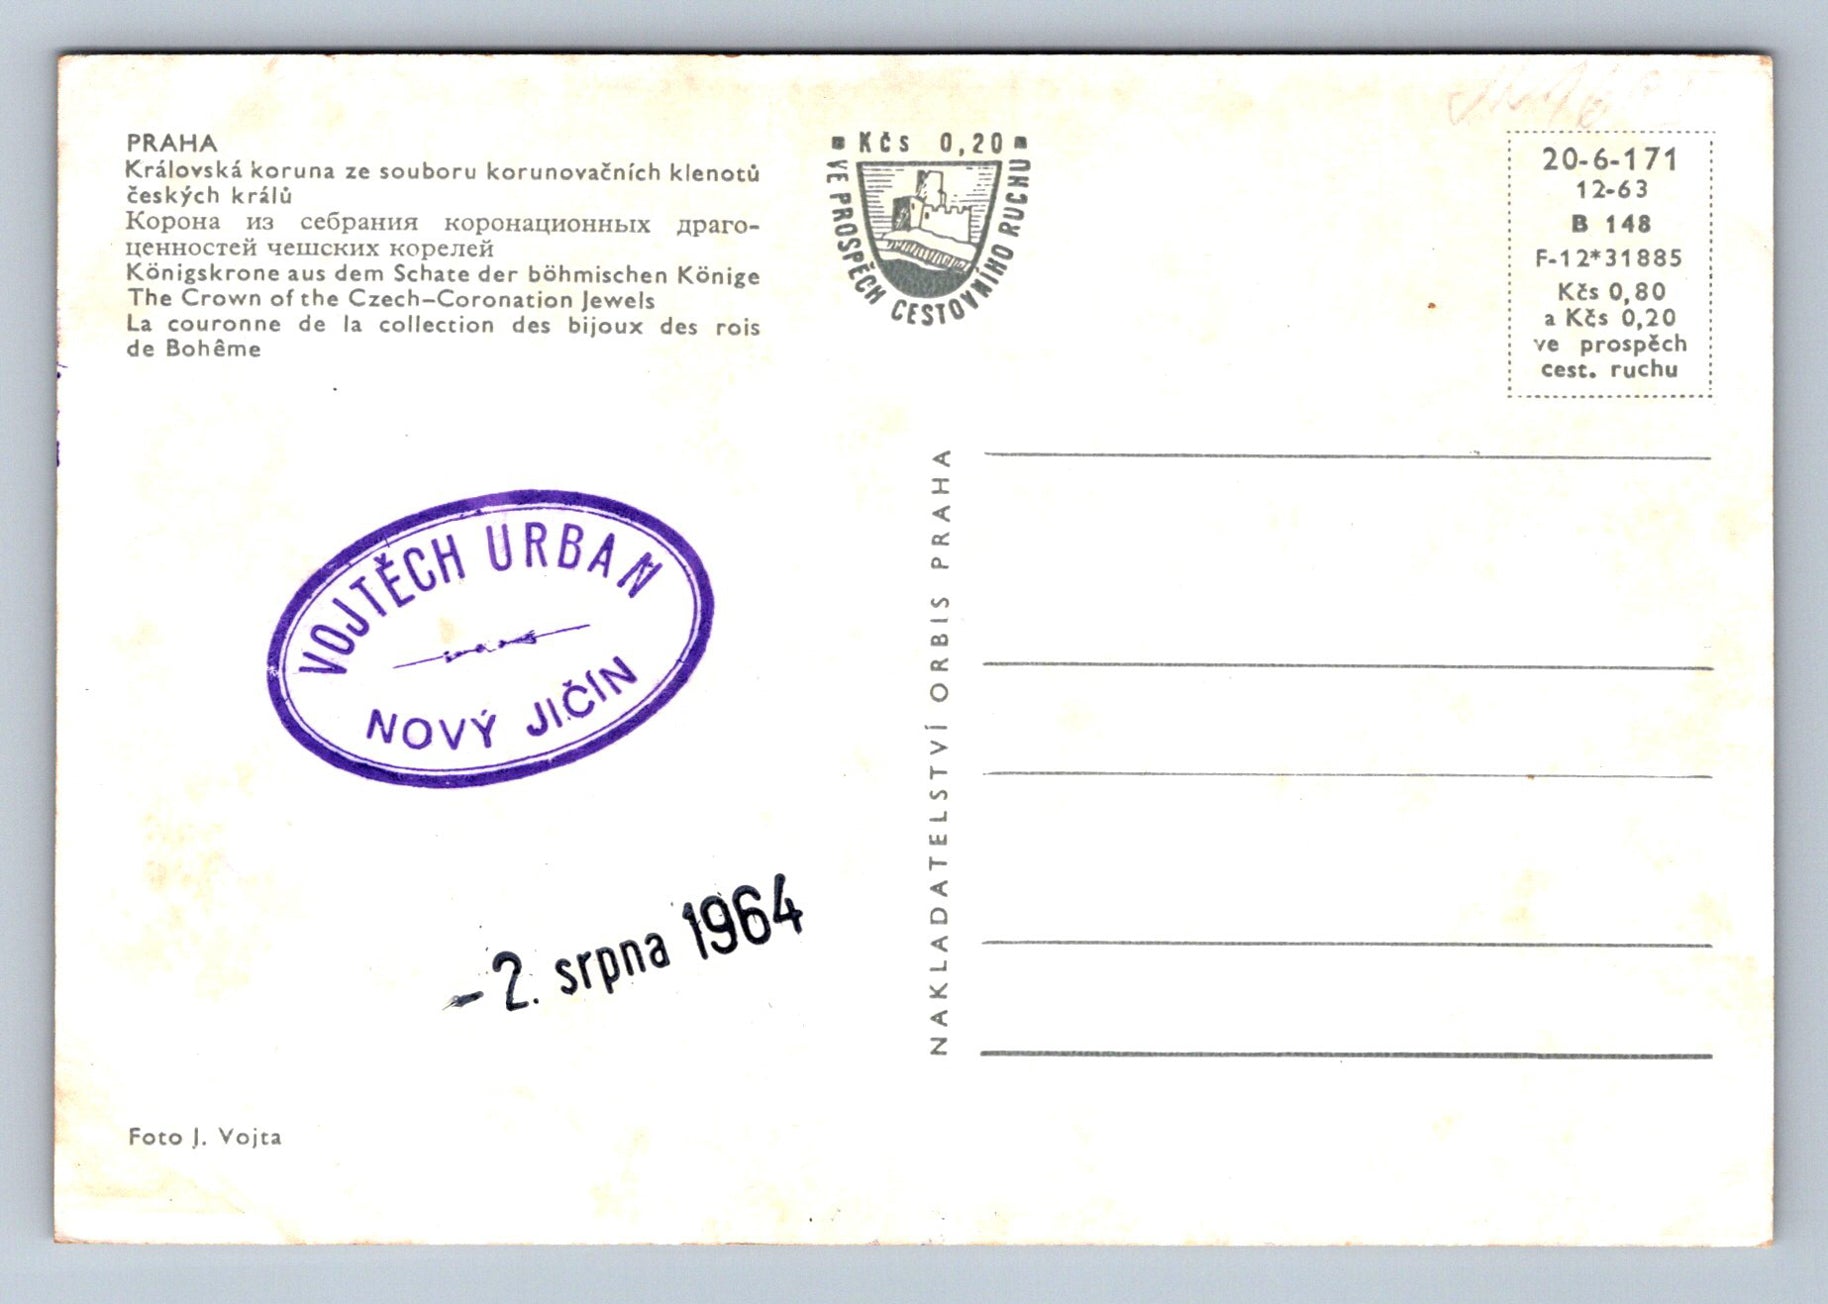 PRAHA
Královská koruna ze souboru korunovačních klenotů
českých králů
Корона из себрания коронационных драго-
ценностей чешских корелей
Königskrone aus dem Schate der böhmischen Könige
The Crown of the Czech–Coronation Jewels
La couronne de la collection des bijoux des rois
de Bohême
Kčs 0,20
VE PROSPĚCH CESTOVNÍHO RUCHU
20-6-171
12-63
B 148
F-12*31885
Kčs 0,80
a Kčs 0,20
ve prospěch
cest. ruchu
VOJTĚCH URBAN
NOVÝ JIČÍN
-2. srpna 1964
NAKLADATELSTVÍ ORBIS PRAHA
Foto J. Vojta